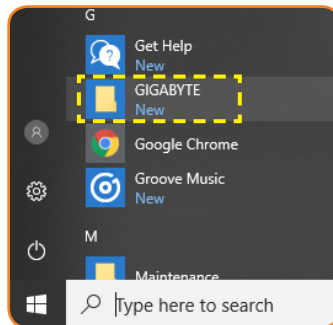 G
Get Help
New
GIGABYTE
New
Google Chrome
Groove Music
New
M
Maintenance
Type here to search